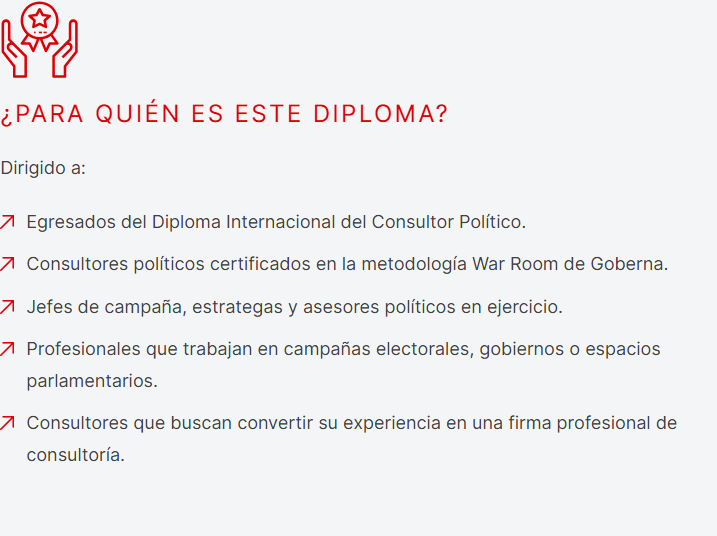 ¿PARA QUIÉN ES ESTE DIPLOMA?
Dirigido a:
Egresados del Diploma Internacional del Consultor Político.
Consultores políticos certificados en la metodología War Room de Goberna.
Jefes de campaña, estrategas y asesores políticos en ejercicio.
Profesionales que trabajan en campañas electorales, gobiernos o espacios
parlamentarios.
Consultores que buscan convertir su experiencia en una firma profesional de
consultoría.